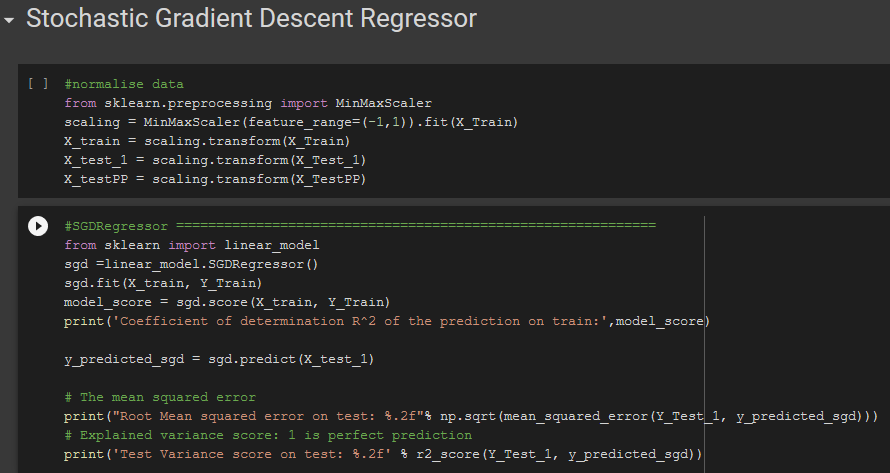 Stochastic Gradient Descent Regressor
[ ] #normalise data
from sklearn.preprocessing import MinMaxScaler
scaling = MinMaxScaler(feature_range=(-1,1)).fit(X_Train)
X_train = scaling.transform(X_Train)
X_test_1 = scaling.transform(X_Test_1)
X_testPP = scaling.transform(X_TestPP)
#SGDRegressor ============================================================
from sklearn import linear_model
sgd =linear_model.SGDRegressor()
sgd.fit(X_train, Y_Train)
model_score = sgd.score(X_train, Y_Train)
print('Coefficient of determination R^2 of the prediction on train:',model_score)
y_predicted_sgd = sgd.predict(X_test_1)
# The mean squared error
print("Root Mean squared error on test: %.2f"% np.sqrt(mean_squared_error(Y_Test_1, y_predicted_sgd)))
# Explained variance score: 1 is perfect prediction
print('Test Variance score on test: %.2f' % r2_score(Y_Test_1, y_predicted_sgd))